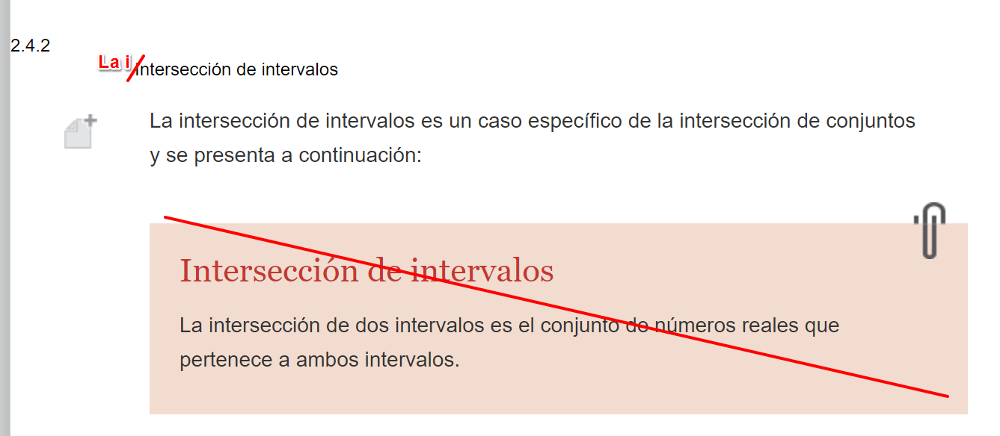 2.4.2
La i
Intersección de intervalos
La intersección de intervalos es un caso específico de la intersección de conjuntos
y se presenta a continuación:
Intersección de intervalos
La intersección de dos intervalos es el conjunto de números reales que
pertenece a ambos intervalos.